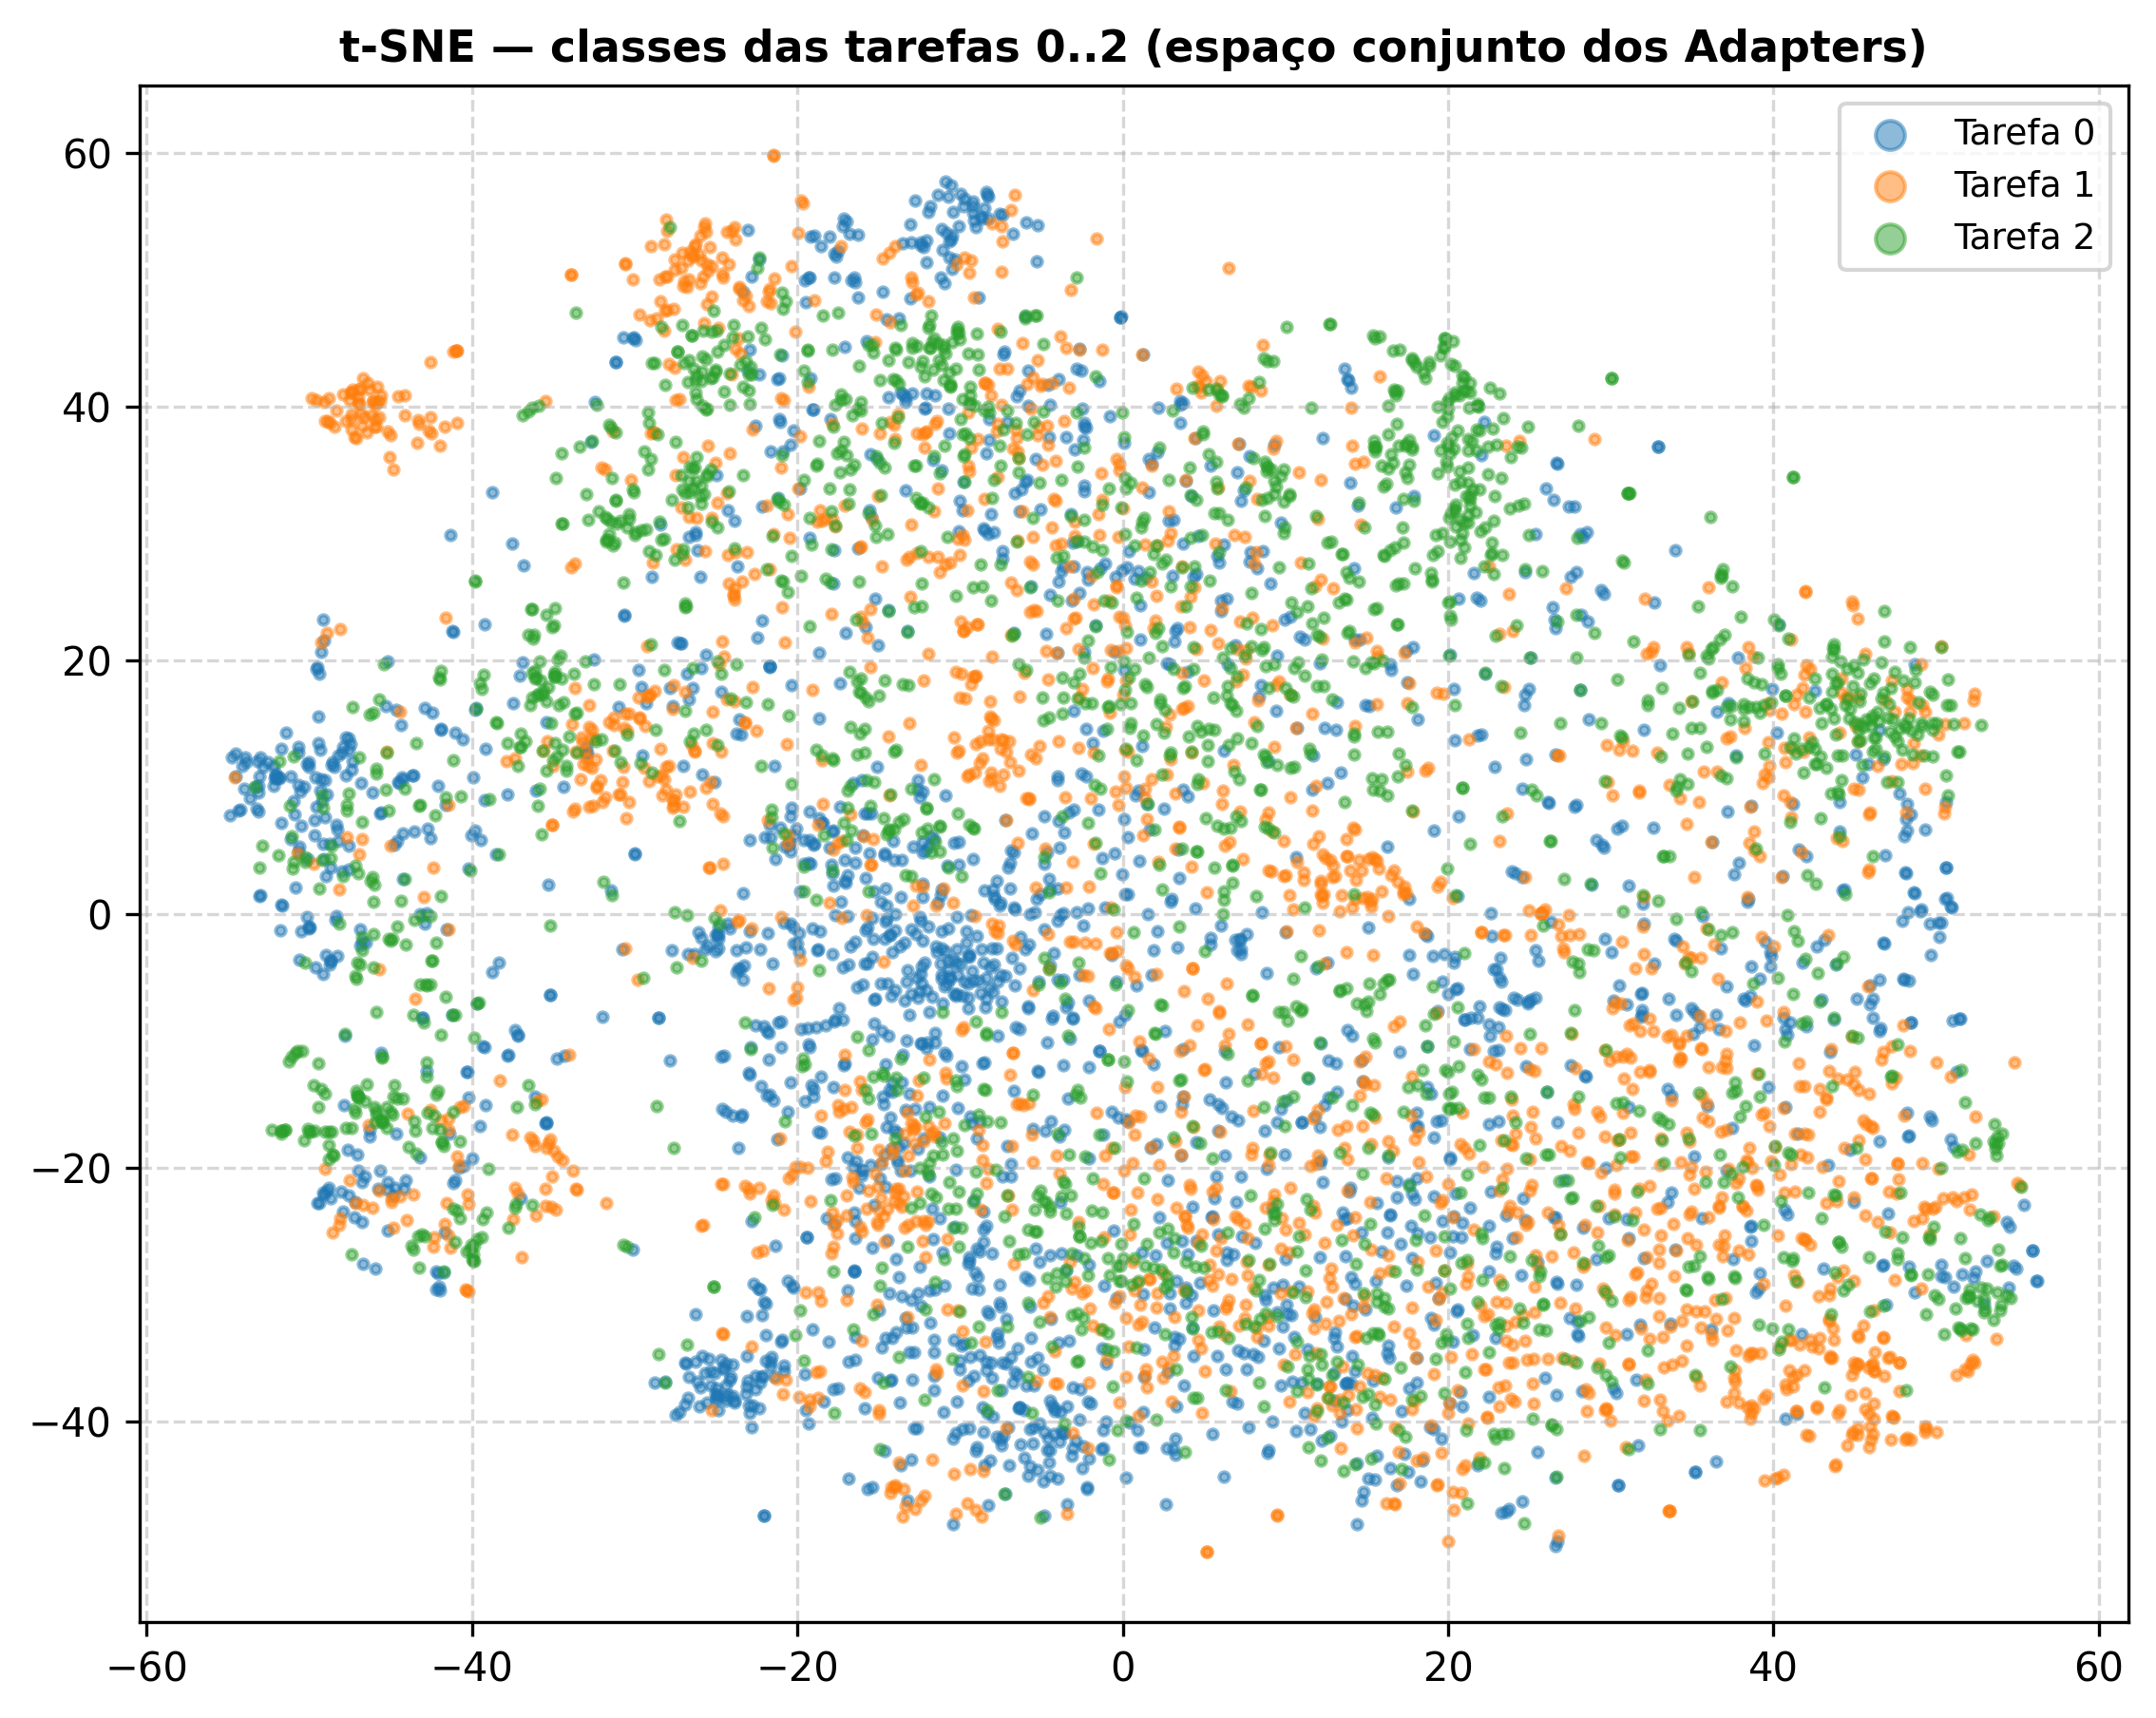 t-SNE — classes das tarefas 0..2 (espaço conjunto dos Adapters)
Tarefa 0
Tarefa 1
Tarefa 2
60
40
20
0
−20
−40
−60 −40 −20 0 20 40 60